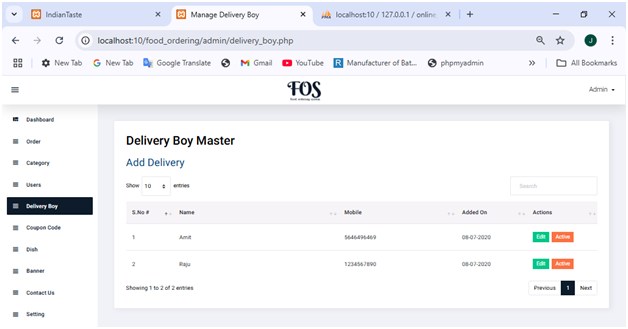 IndianTaste
Manage Delivery Boy
localhost:10 / 127.0.0.1 / online
localhost:10/food_ordering/admin/delivery_boy.php
New Tab New Tab Google Translate Gmail YouTube Manufacturer of Bat... phpmyadmin All Bookmarks
FOS
Admin
Dashboard
Order
Category
Users
Delivery Boy
Coupon Code
Dish
Banner
Contact Us
Setting
Delivery Boy Master
Add Delivery
Show 10 entries Search
S.No # Name Mobile Added On Actions
1 Amit 5646496469 08-07-2020 Edit Active
2 Raju 1234567890 08-07-2020 Edit Active
Showing 1 to 2 of 2 entries Previous 1 Next